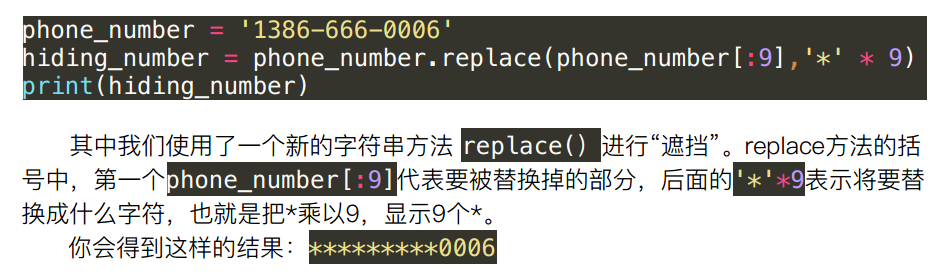 phone_number = '1386-666-0006'
hiding_number = phone_number.replace(phone_number[:9],'*' * 9)
print(hiding_number)
其中我们使用了一个新的字符串方法 replace() 进行“遮挡”。replace方法的括
号中，第一个phone_number[:9]代表要被替换掉的部分，后面的'*'*9表示将要替
换成什么字符，也就是把*乘以9，显示9个*。
你会得到这样的结果：*********0006